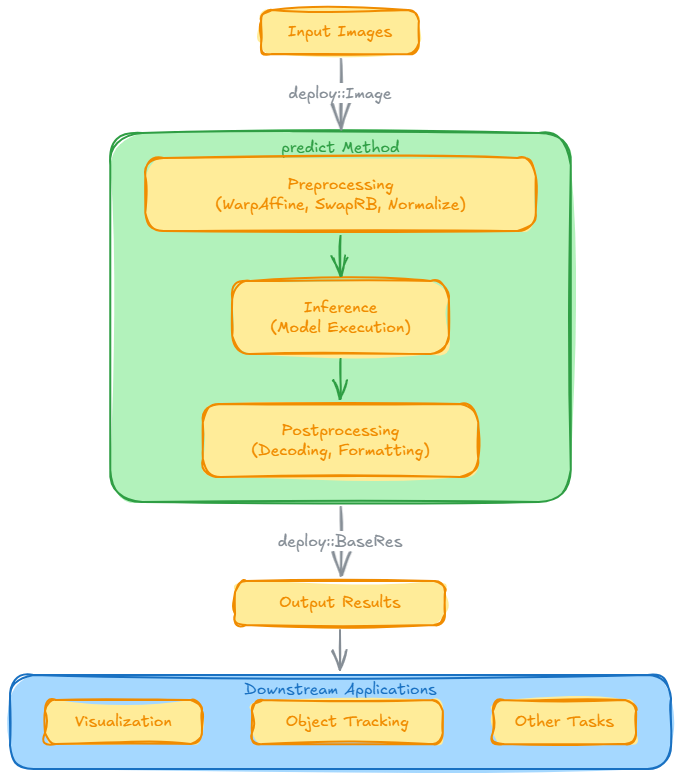 Input Images
deploy::Image
predict Method
Preprocessing
(WarpAffine, SwapRB, Normalize)
Inference
(Model Execution)
Postprocessing
(Decoding, Formatting)
deploy::BaseRes
Output Results
Downstream Applications
Visualization
Object Tracking
Other Tasks